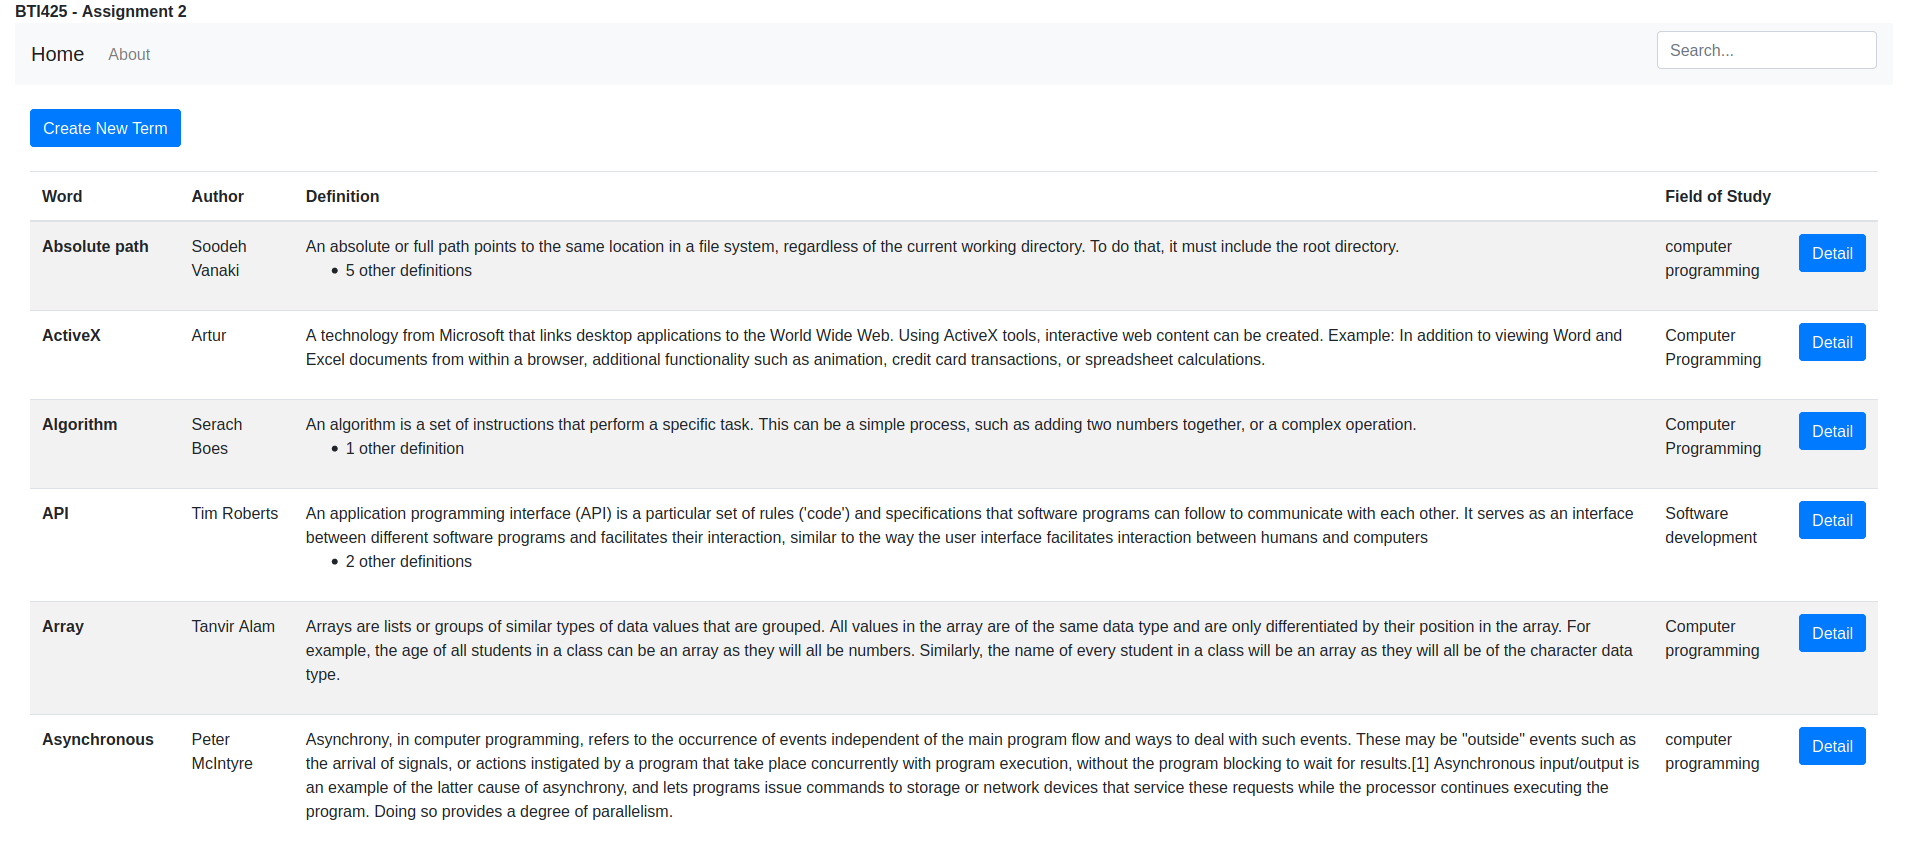 BTI425 - Assignment 2
Home About Search...
Create New Term
Word Author Definition Field of Study
Absolute path Soodeh An absolute or full path points to the same location in a file system, regardless of the current working directory. To do that, it must include the root directory. computer Detail
Vanaki • 5 other definitions programming
ActiveX Artur A technology from Microsoft that links desktop applications to the World Wide Web. Using ActiveX tools, interactive web content can be created. Example: In addition to viewing Word and Computer Detail
Excel documents from within a browser, additional functionality such as animation, credit card transactions, or spreadsheet calculations. Programming
Algorithm Serach An algorithm is a set of instructions that perform a specific task. This can be a simple process, such as adding two numbers together, or a complex operation. Computer Detail
Boes • 1 other definition Programming
API Tim Roberts An application programming interface (API) is a particular set of rules ('code') and specifications that software programs can follow to communicate with each other. It serves as an interface Software Detail
between different software programs and facilitates their interaction, similar to the way the user interface facilitates interaction between humans and computers development
• 2 other definitions
Array Tanvir Alam Arrays are lists or groups of similar types of data values that are grouped. All values in the array are of the same data type and are only differentiated by their position in the array. For Computer Detail
example, the age of all students in a class can be an array as they will all be numbers. Similarly, the name of every student in a class will be an array as they will all be of the character data programming
type.
Asynchronous Peter Asynchrony, in computer programming, refers to the occurrence of events independent of the main program flow and ways to deal with such events. These may be "outside" events such as computer Detail
McIntyre the arrival of signals, or actions instigated by a program that take place concurrently with program execution, without the program blocking to wait for results.[1] Asynchronous input/output is programming
an example of the latter cause of asynchrony, and lets programs issue commands to storage or network devices that service these requests while the processor continues executing the
program. Doing so provides a degree of parallelism.